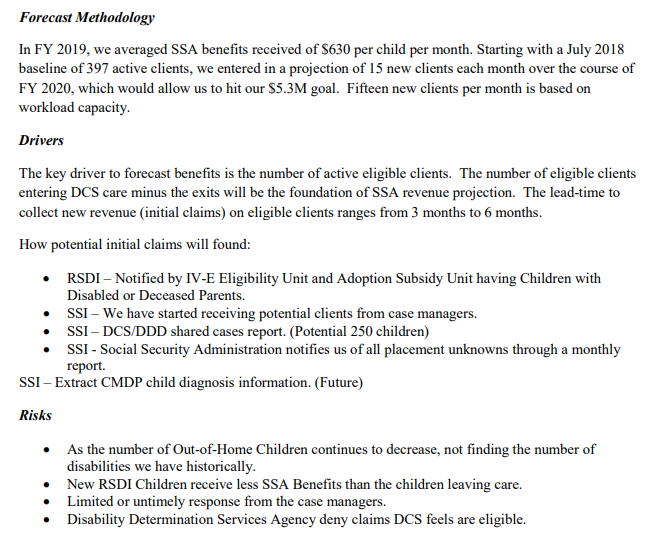 Forecast Methodology
In FY 2019, we averaged SSA benefits received of $630 per child per month. Starting with a July 2018
baseline of 397 active clients, we entered in a projection of 15 new clients each month over the course of
FY 2020, which would allow us to hit our $5.3M goal.  Fifteen new clients per month is based on
workload capacity.
Drivers
The key driver to forecast benefits is the number of active eligible clients.  The number of eligible clients
entering DCS care minus the exits will be the foundation of SSA revenue projection.  The lead-time to
collect new revenue (initial claims) on eligible clients ranges from 3 months to 6 months.
How potential initial claims will found:
• RSDI – Notified by IV-E Eligibility Unit and Adoption Subsidy Unit having Children with
Disabled or Deceased Parents.
• SSI – We have started receiving potential clients from case managers.
• SSI – DCS/DDD shared cases report. (Potential 250 children)
• SSI - Social Security Administration notifies us of all placement unknowns through a monthly
report.
SSI – Extract CMDP child diagnosis information. (Future)
Risks
• As the number of Out-of-Home Children continues to decrease, not finding the number of
disabilities we have historically.
• New RSDI Children receive less SSA Benefits than the children leaving care.
• Limited or untimely response from the case managers.
• Disability Determination Services Agency deny claims DCS feels are eligible.